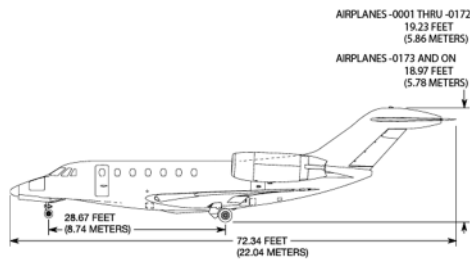 AIRPLANES -0001 THRU -0172
19.23 FEET
(5.86 METERS)
AIRPLANES -0173 AND ON
18.97 FEET
(5.78 METERS)
28.67 FEET
(8.74 METERS)
72.34 FEET
(22.04 METERS)